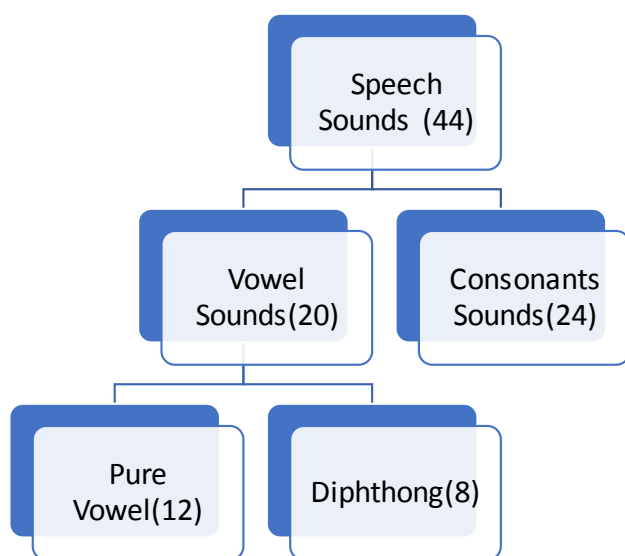 Speech
Sounds (44)
Vowel
Sounds(20)
Consonants
Sounds(24)
Pure
Vowel(12)
Diphthong(8)